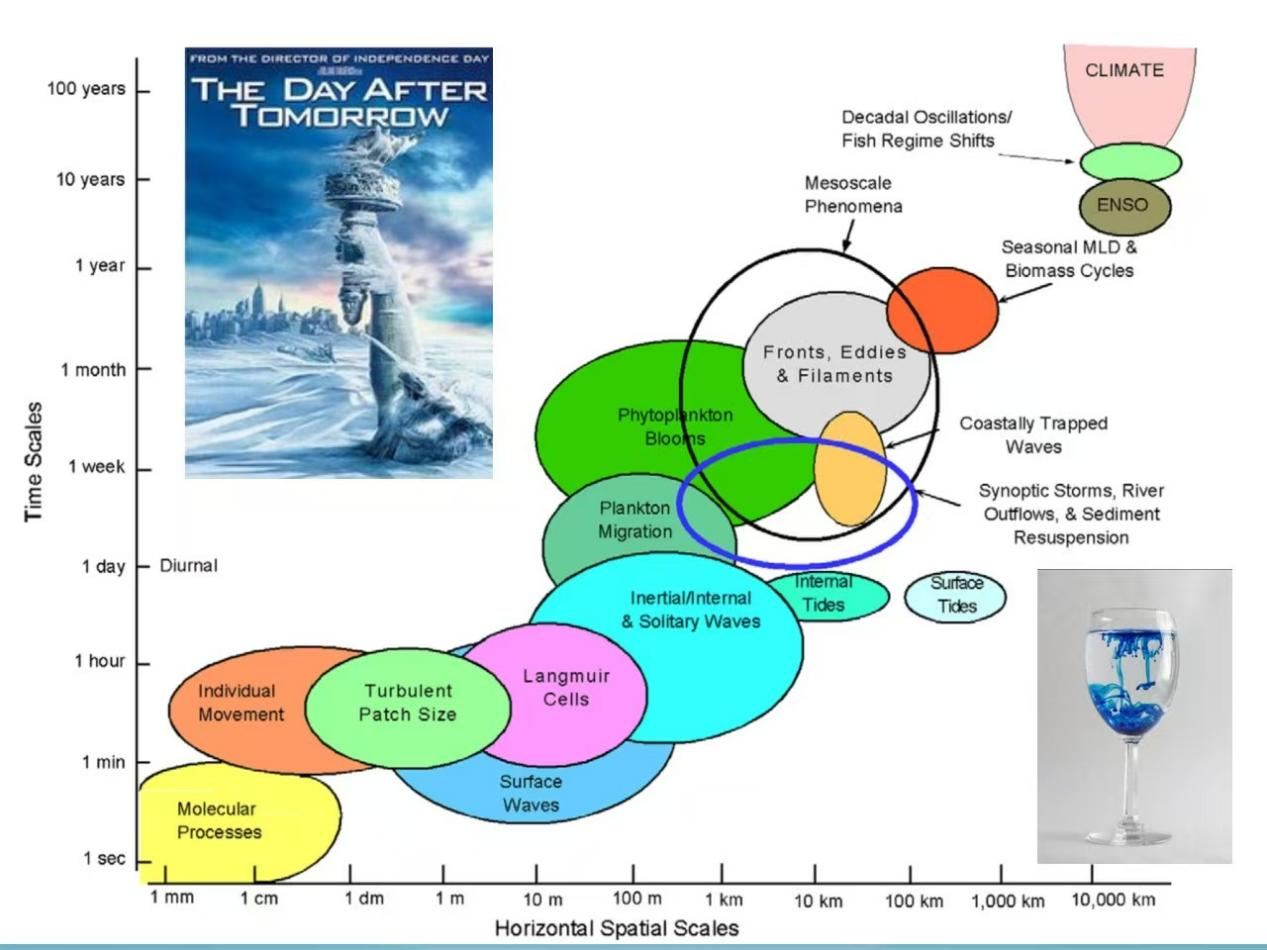 FROM THE DIRECTOR OF INDEPENDENCE DAY
THE DAY AFTER
TOMORROW
100 years
10 years
1 year
1 month
1 week
1 day
1 hour
1 min
1 sec
Time Scales
Diurnal
CLIMATE
Decadal Oscillations/
Fish Regime Shifts
ENSO
Mesoscale
Phenomena
Seasonal MLD &
Biomass Cycles
Fronts, Eddies
& Filaments
Phytoplankton
Blooms
Coastally Trapped
Waves
Plankton
Migration
Synoptic Storms, River
Outflows, & Sediment
Resuspension
Internal
Tides
Surface
Tides
Inertial/Internal
& Solitary Waves
Langmuir
Cells
Individual
Movement
Turbulent
Patch Size
Surface
Waves
Molecular
Processes
1 mm
1 cm
1 dm
1 m
10 m
100 m
1 km
10 km
100 km
1,000 km
10,000 km
Horizontal Spatial Scales